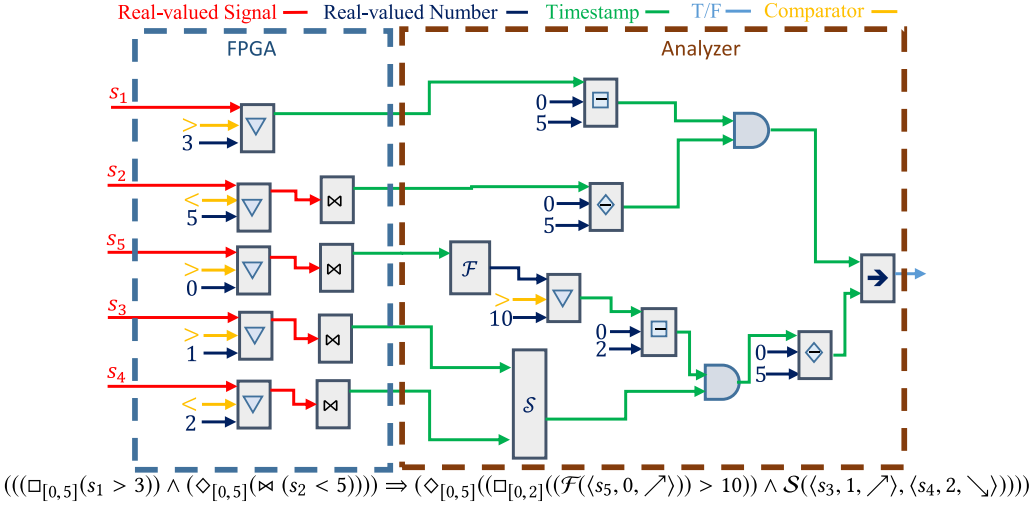 Real-valued Signal Real-valued Number Timestamp T/F Comparator
FPGA Analyzer
s₁
>
3
0
5
s₂
<
5
⋈
0
5
s₅
>
0
⋈
ℱ
>
10
0
2
s₃
>
1
⋈
𝒮
0
5
s₄
<
2
⋈
(((□[0,5](s₁ > 3)) ∧ (◇[0,5](⋈ (s₂ < 5)))) ⇒ (◇[0,5]((□[0,2]((ℱ(⟨s₅, 0, ↗⟩)) > 10)) ∧ 𝒮(⟨s₃, 1, ↗⟩, ⟨s₄, 2, ↘⟩)))))